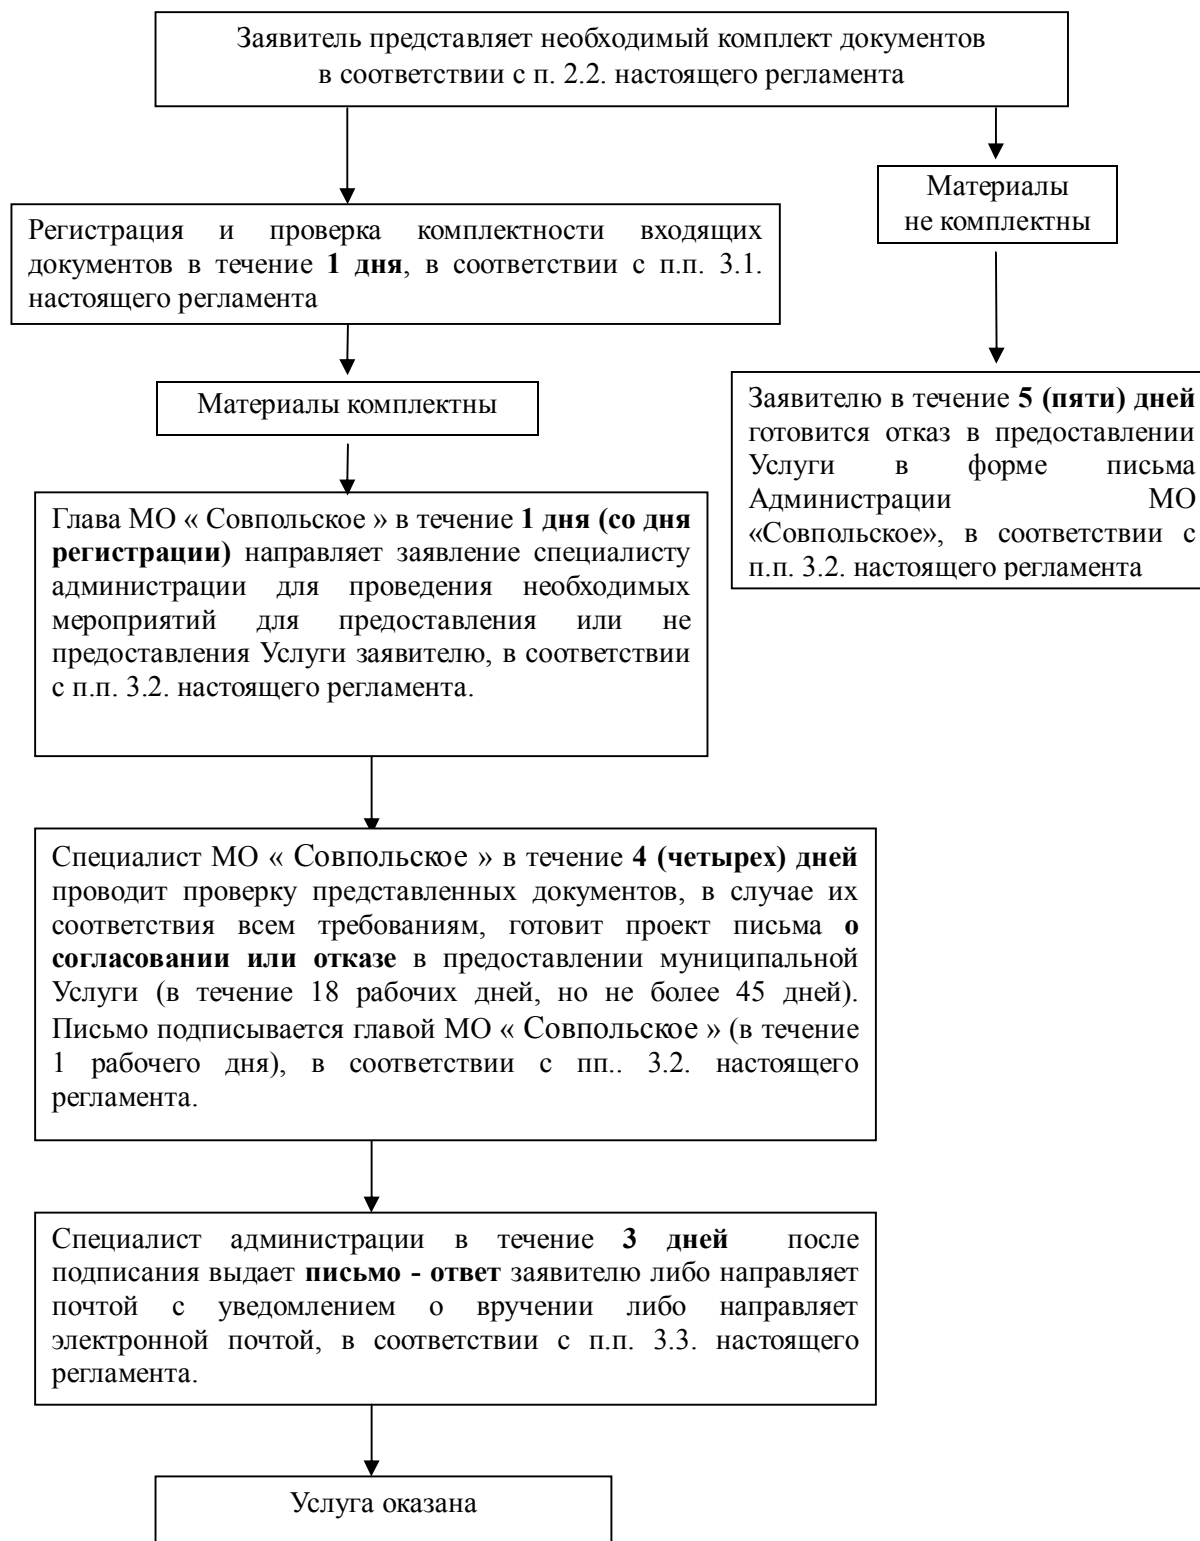 Заявитель представляет необходимый комплект документов
в соответствии с п. 2.2. настоящего регламента
Материалы
не комплектны
Регистрация и проверка комплектности входящих
документов в течение 1 дня, в соответствии с п.п. 3.1.
настоящего регламента
Материалы комплектны
Заявителю в течение 5 (пяти) дней
готовится отказ в предоставлении
Услуги в форме письма
Администрации МО
«Совпольское», в соответствии с
п.п. 3.2. настоящего регламента
Глава МО « Совпольское » в течение 1 дня (со дня
регистрации) направляет заявление специалисту
администрации для проведения необходимых
мероприятий для предоставления или не
предоставления Услуги заявителю, в соответствии
с п.п. 3.2. настоящего регламента.
Специалист МО « Совпольское » в течение 4 (четырех) дней
проводит проверку представленных документов, в случае их
соответствия всем требованиям, готовит проект письма о
согласовании или отказе в предоставлении муниципальной
Услуги (в течение 18 рабочих дней, но не более 45 дней).
Письмо подписывается главой МО « Совпольское » (в течение
1 рабочего дня), в соответствии с пп.. 3.2. настоящего
регламента.
Специалист администрации в течение 3 дней после
подписания выдает письмо - ответ заявителю либо направляет
почтой с уведомлением о вручении либо направляет
электронной почтой, в соответствии с п.п. 3.3. настоящего
регламента.
Услуга оказана